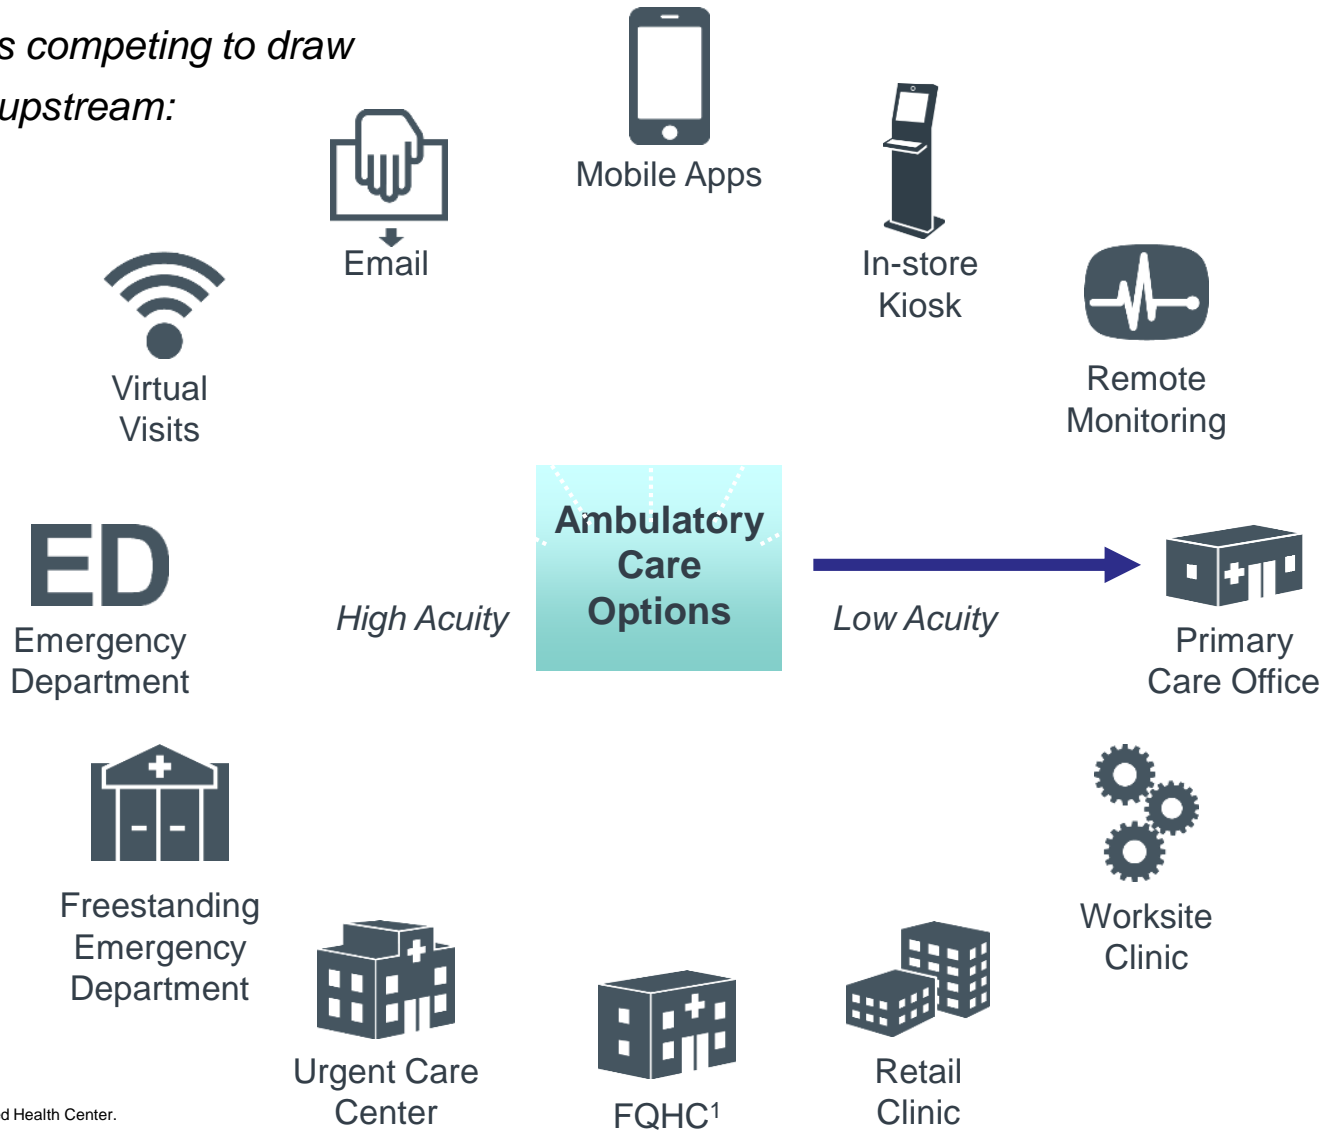 s competing to draw
upstream:
Mobile Apps
Email
In-store
Kiosk
Virtual
Visits
Remote
Monitoring
ED
Emergency
Department
High Acuity
Ambulatory
Care
Options
Low Acuity
Primary
Care Office
Freestanding
Emergency
Department
Worksite
Clinic
Urgent Care
Center
FQHC¹
Retail
Clinic
ed Health Center.